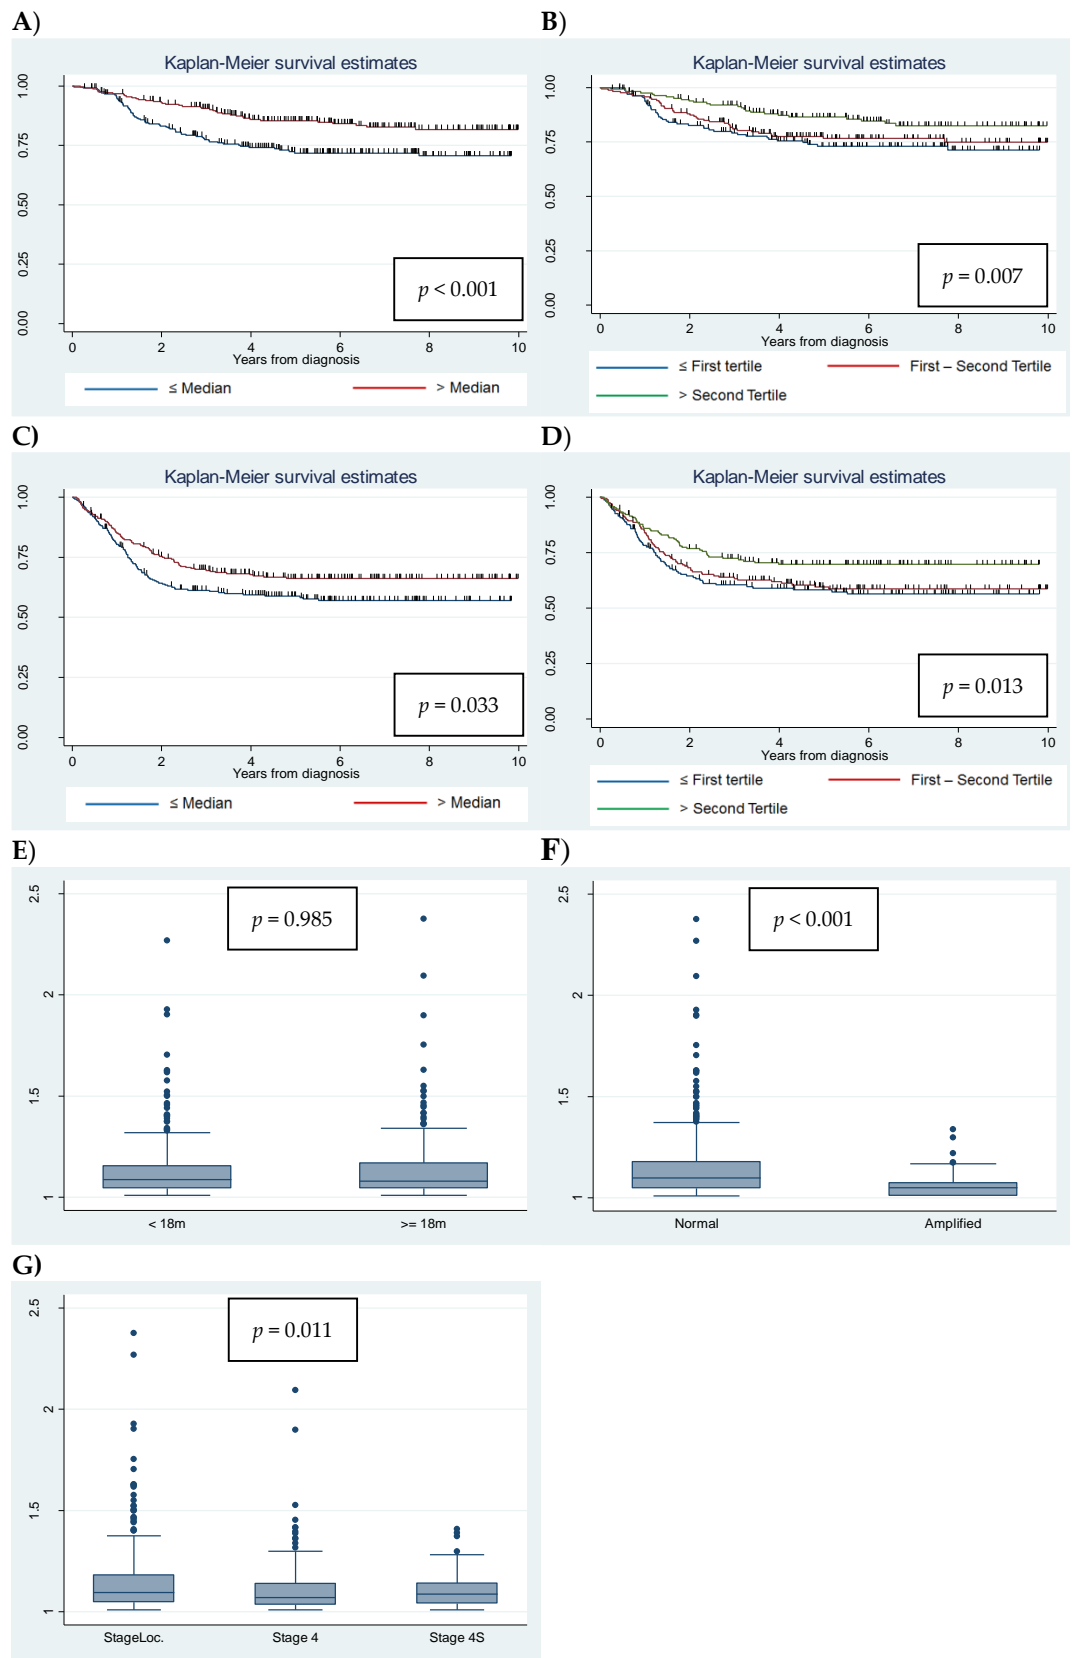 A)
Kaplan-Meier survival estimates
1.00
0.75
0.50
0.25
0.00
p < 0.001
0 2 4 6 8 10
Years from diagnosis
≤ Median > Median
B)
Kaplan-Meier survival estimates
1.00
0.75
0.50
0.25
0.00
p = 0.007
0 2 4 6 8 10
Years from diagnosis
≤ First tertile First – Second Tertile
> Second Tertile
C)
Kaplan-Meier survival estimates
1.00
0.75
0.50
0.25
0.00
p = 0.033
0 2 4 6 8 10
Years from diagnosis
≤ Median > Median
D)
Kaplan-Meier survival estimates
1.00
0.75
0.50
0.25
0.00
p = 0.013
0 2 4 6 8 10
Years from diagnosis
≤ First tertile First – Second Tertile
> Second Tertile
E)
2.5
2
1.5
1
p = 0.985
< 18m >= 18m
F)
2.5
2
1.5
1
p < 0.001
Normal Amplified
G)
2.5
2
1.5
1
p = 0.011
StageLoc. Stage 4 Stage 4S